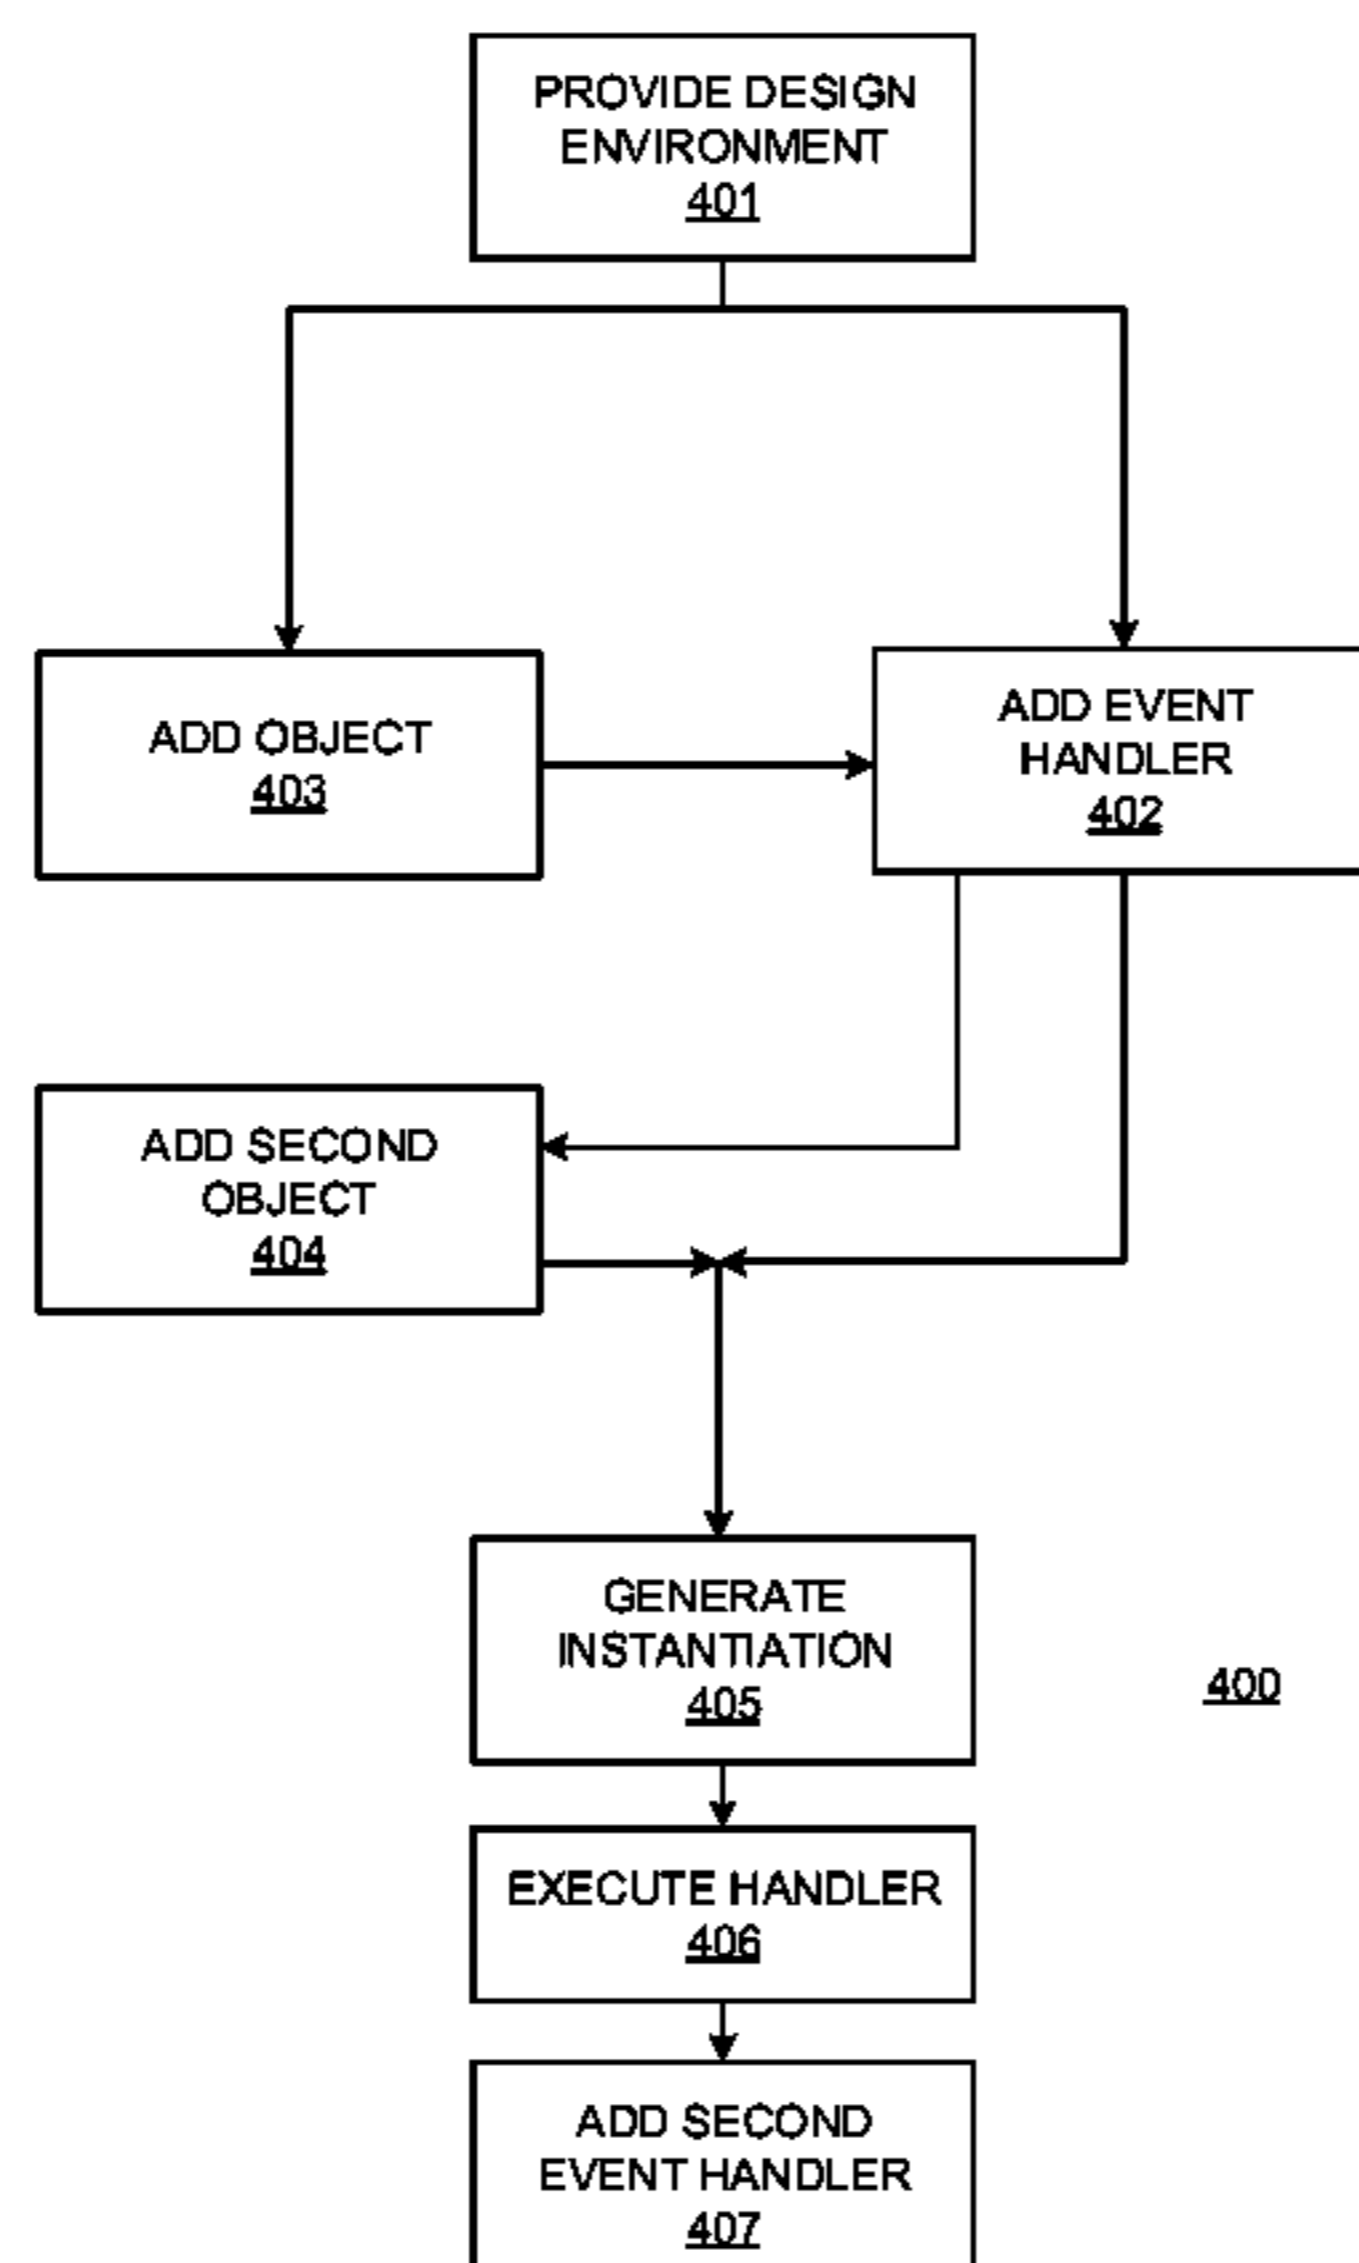 PROVIDE DESIGN
ENVIRONMENT
401
ADD OBJECT
403
ADD EVENT
HANDLER
402
ADD SECOND
OBJECT
404
GENERATE
INSTANTIATION
405
400
EXECUTE HANDLER
406
ADD SECOND
EVENT HANDLER
407